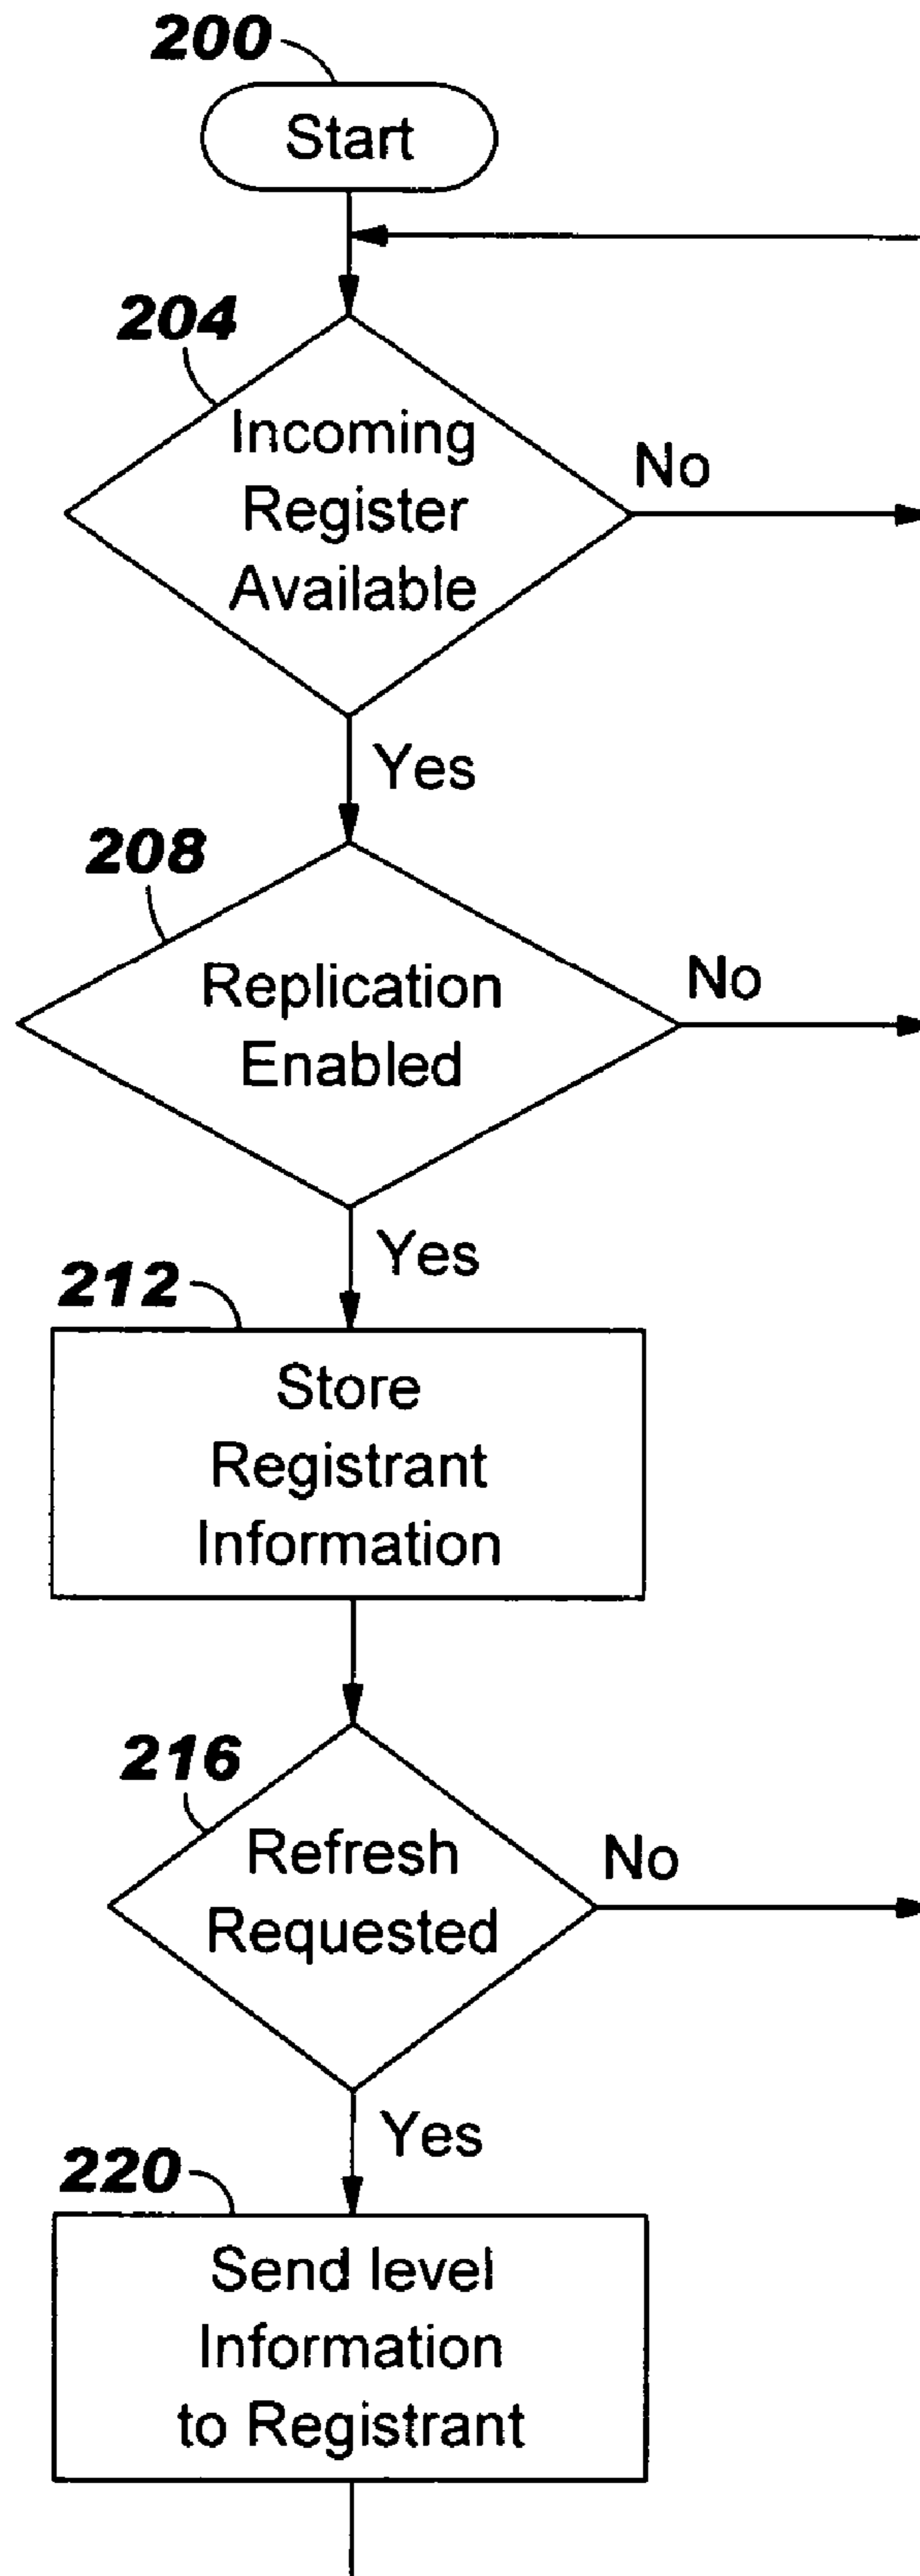 200
Start
204
Incoming
Register
Available
No
Yes
208
Replication
Enabled
No
Yes
212
Store
Registrant
Information
216
Refresh
Requested
No
Yes
220
Send level
Information
to Registrant